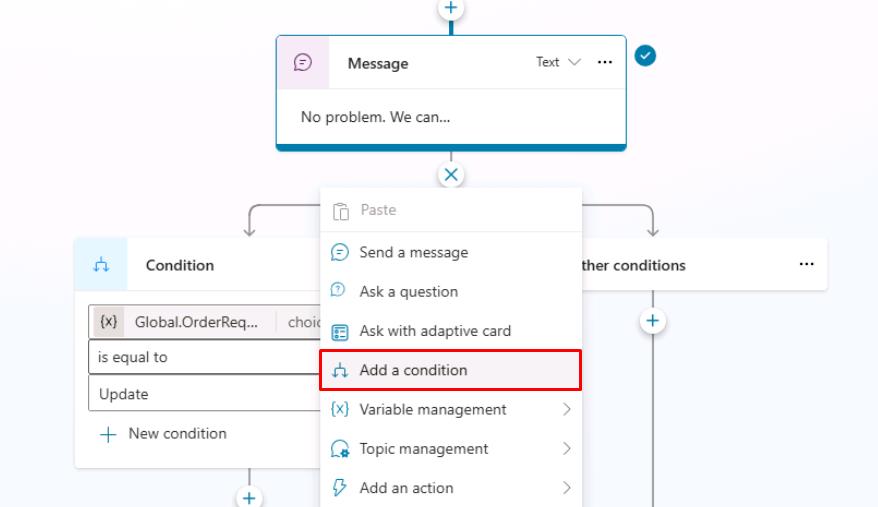 Message Text
No problem. We can...
Paste
Send a message
Condition
ther conditions
Ask a question
{x} Global.OrderReq... choic
Ask with adaptive card
is equal to
Add a condition
Update
{x} Variable management
New condition
Topic management
Add an action